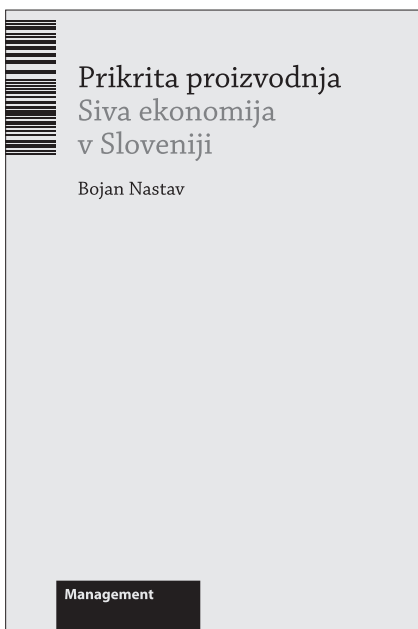 Prikrita proizvodnja
Siva ekonomija
v Sloveniji
Bojan Nastav
Management